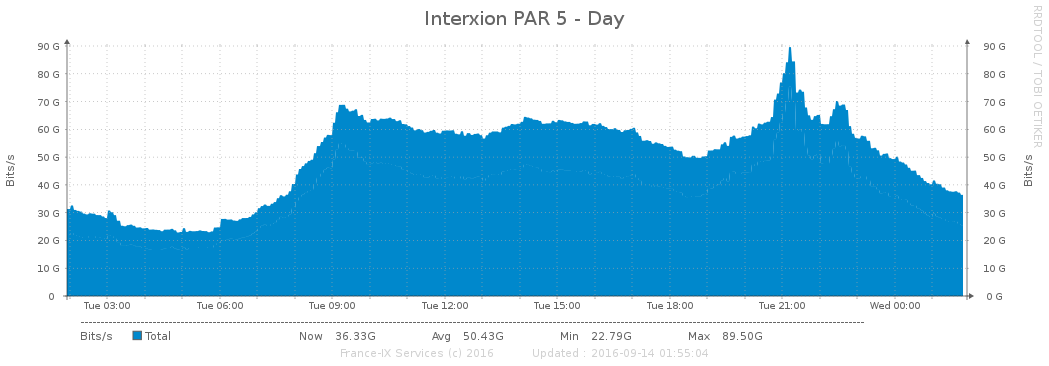 Interxion PAR 5 - Day
RRDTOOL / TOBI OETIKER
Bits/s
90 G 90 G
80 G 80 G
70 G 70 G
60 G 60 G
50 G 50 G
40 G 40 G
30 G 30 G
20 G 20 G
10 G 10 G
0 0 G
Bits/s
Tue 03:00 Tue 06:00 Tue 09:00 Tue 12:00 Tue 15:00 Tue 18:00 Tue 21:00 Wed 00:00
Bits/s Total Now 36.33G Avg 50.43G Min 22.79G Max 89.50G
France-IX Services (c) 2016 Updated : 2016-09-14 01:55:04